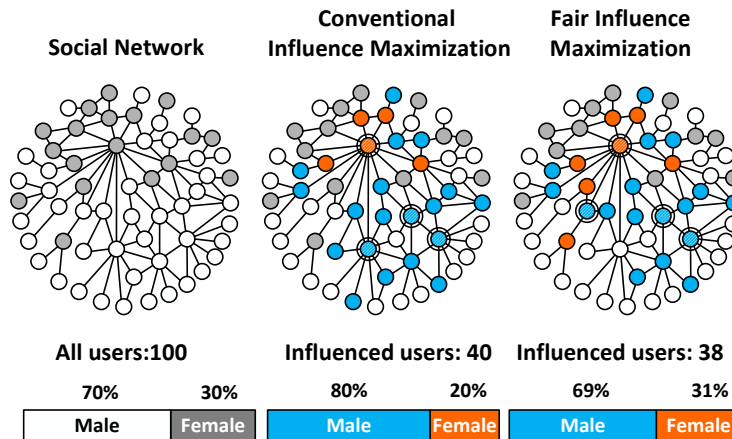 Social Network
Conventional
Influence Maximization
Fair Influence
Maximization
All users:100
Influenced users: 40
Influenced users: 38
70% 30%
80% 20%
69% 31%
Male Female
Male Female
Male Female